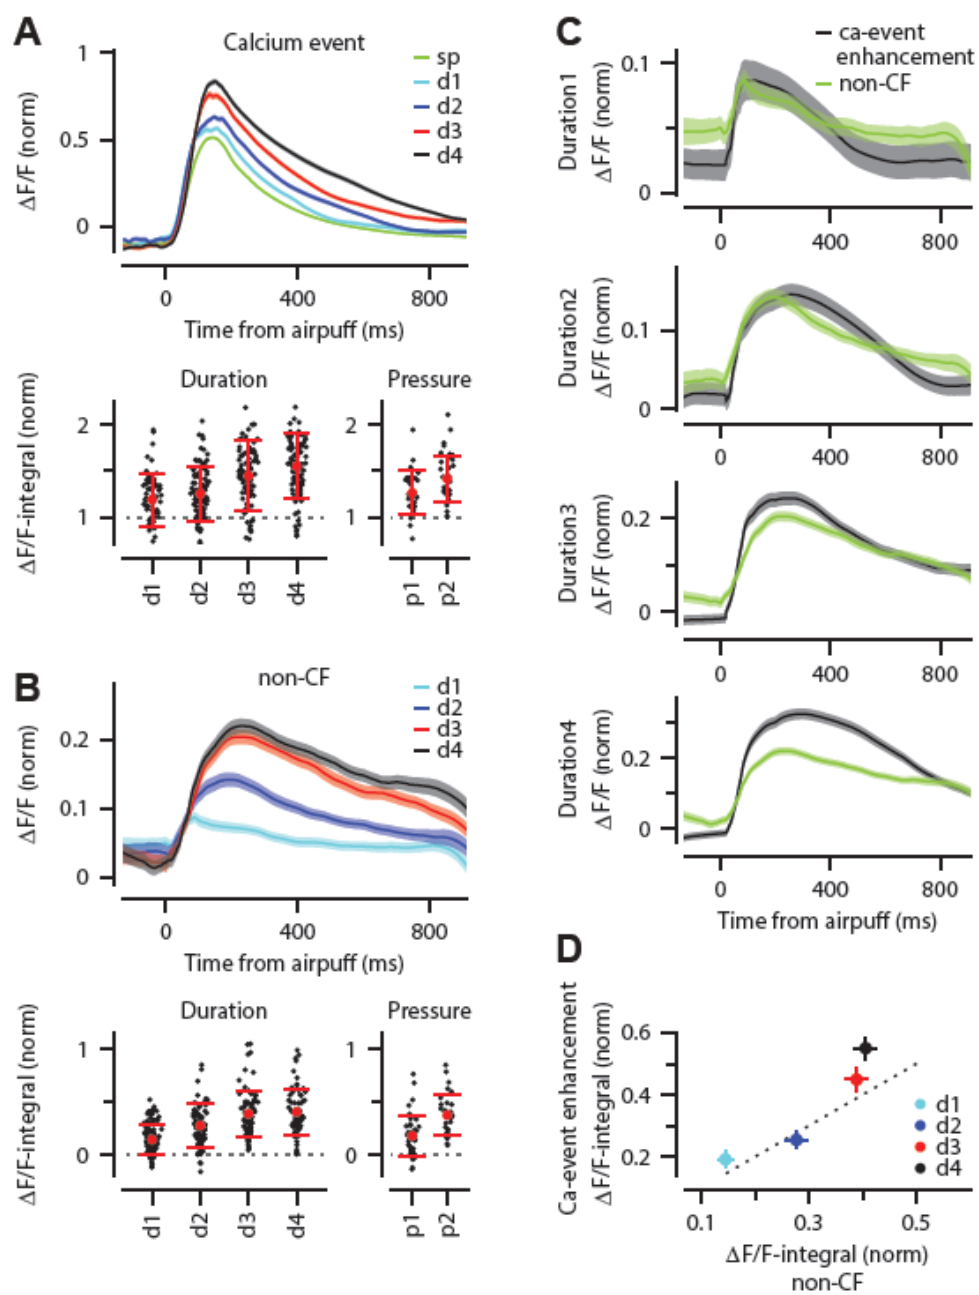 A
Calcium event
sp
d1
d2
d3
d4
ΔF/F (norm)
1
0.5
0
0
400
800
Time from airpuff (ms)
Duration
Pressure
ΔF/F-integral (norm)
2
1
2
1
d1
d2
d3
d4
p1
p2
B
non-CF
d1
d2
d3
d4
ΔF/F (norm)
0.2
0.1
0
0
400
800
Time from airpuff (ms)
Duration
Pressure
ΔF/F-integral (norm)
1
0
1
0
d1
d2
d3
d4
p1
p2
C
ca-event
enhancement
non-CF
Duration1
ΔF/F (norm)
0.1
0
0
400
800
Duration2
ΔF/F (norm)
0.1
0
0
400
800
Duration3
ΔF/F (norm)
0.2
0
0
400
800
Duration4
ΔF/F (norm)
0.2
0
0
400
800
Time from airpuff (ms)
D
Ca-event enhancement
ΔF/F-integral (norm)
0.6
0.4
0.2
d1
d2
d3
d4
0.1
0.3
0.5
ΔF/F-integral (norm)
non-CF